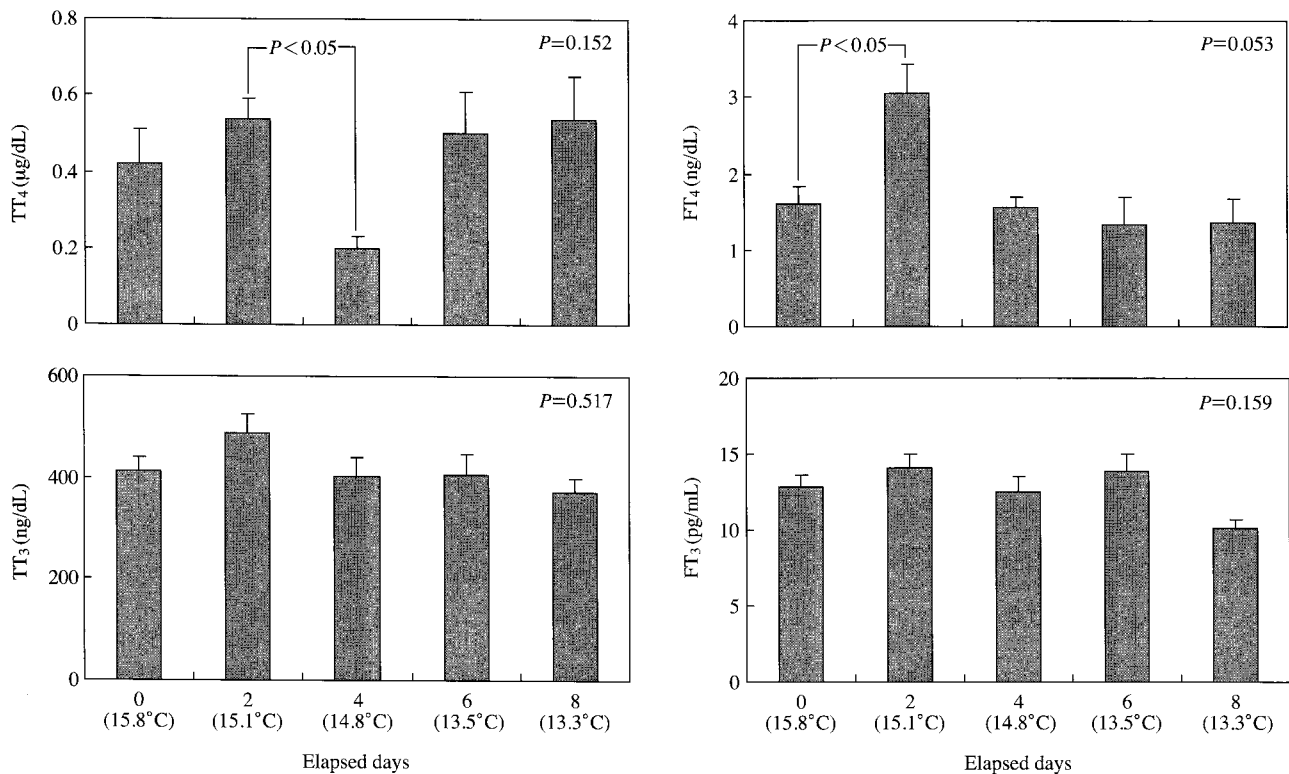 0.8
0.6
0.4
0.2
0
TT₄ (µg/dL)
P<0.05
P=0.152
4
3
2
1
0
FT₄ (ng/dL)
P<0.05
P=0.053
600
400
200
0
TT₃ (ng/dL)
P=0.517
0 2 4 6 8
(15.8°C) (15.1°C) (14.8°C) (13.5°C) (13.3°C)
Elapsed days
20
15
10
5
0
FT₃ (pg/mL)
P=0.159
0 2 4 6 8
(15.8°C) (15.1°C) (14.8°C) (13.5°C) (13.3°C)
Elapsed days